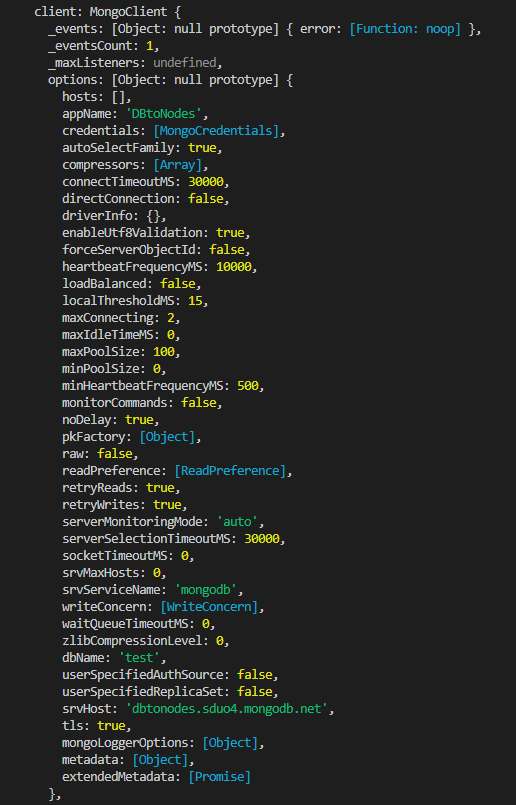 client: MongoClient {
_events: [Object: null prototype] { error: [Function: noop] },
_eventsCount: 1,
_maxListeners: undefined,
options: [Object: null prototype] {
hosts: [],
appName: 'DBtoNodes',
credentials: [MongoCredentials],
autoSelectFamily: true,
compressors: [Array],
connectTimeoutMS: 30000,
directConnection: false,
driverInfo: {},
enableUtf8Validation: true,
forceServerObjectId: false,
heartbeatFrequencyMS: 10000,
loadBalanced: false,
localThresholdMS: 15,
maxConnecting: 2,
maxIdleTimeMS: 0,
maxPoolSize: 100,
minPoolSize: 0,
minHeartbeatFrequencyMS: 500,
monitorCommands: false,
noDelay: true,
pkFactory: [Object],
raw: false,
readPreference: [ReadPreference],
retryReads: true,
retryWrites: true,
serverMonitoringMode: 'auto',
serverSelectionTimeoutMS: 30000,
socketTimeoutMS: 0,
srvMaxHosts: 0,
srvServiceName: 'mongodb',
writeConcern: [WriteConcern],
waitQueueTimeoutMS: 0,
zlibCompressionLevel: 0,
dbName: 'test',
userSpecifiedAuthSource: false,
userSpecifiedReplicaSet: false,
srvHost: 'dbtonodes.sduo4.mongodb.net',
tls: true,
mongoLoggerOptions: [Object],
metadata: [Object],
extendedMetadata: [Promise]
},